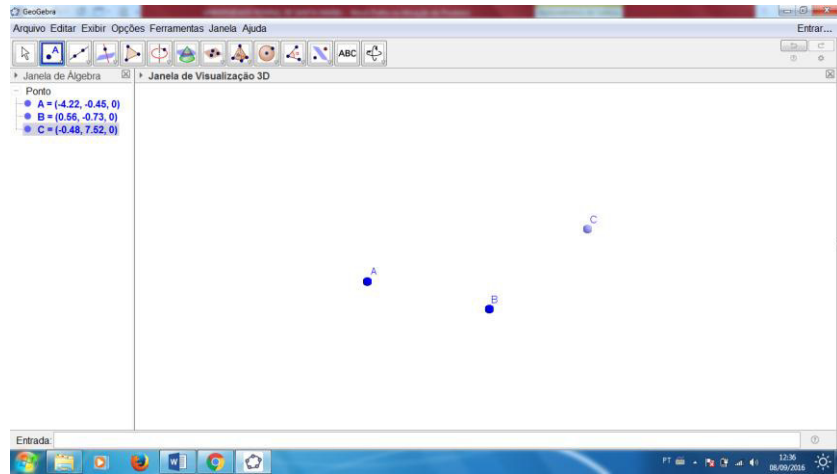 GeoGebra
Arquivo Editar Exibir Opções Ferramentas Janela Ajuda
Entrar...
ABC
Janela de Álgebra
Janela de Visualização 3D
Ponto
A = (-4.22, -0.45, 0)
B = (0.56, -0.73, 0)
C = (-0.48, 7.52, 0)
C
A
B
Entrada:
PT
12:36
08/09/2016